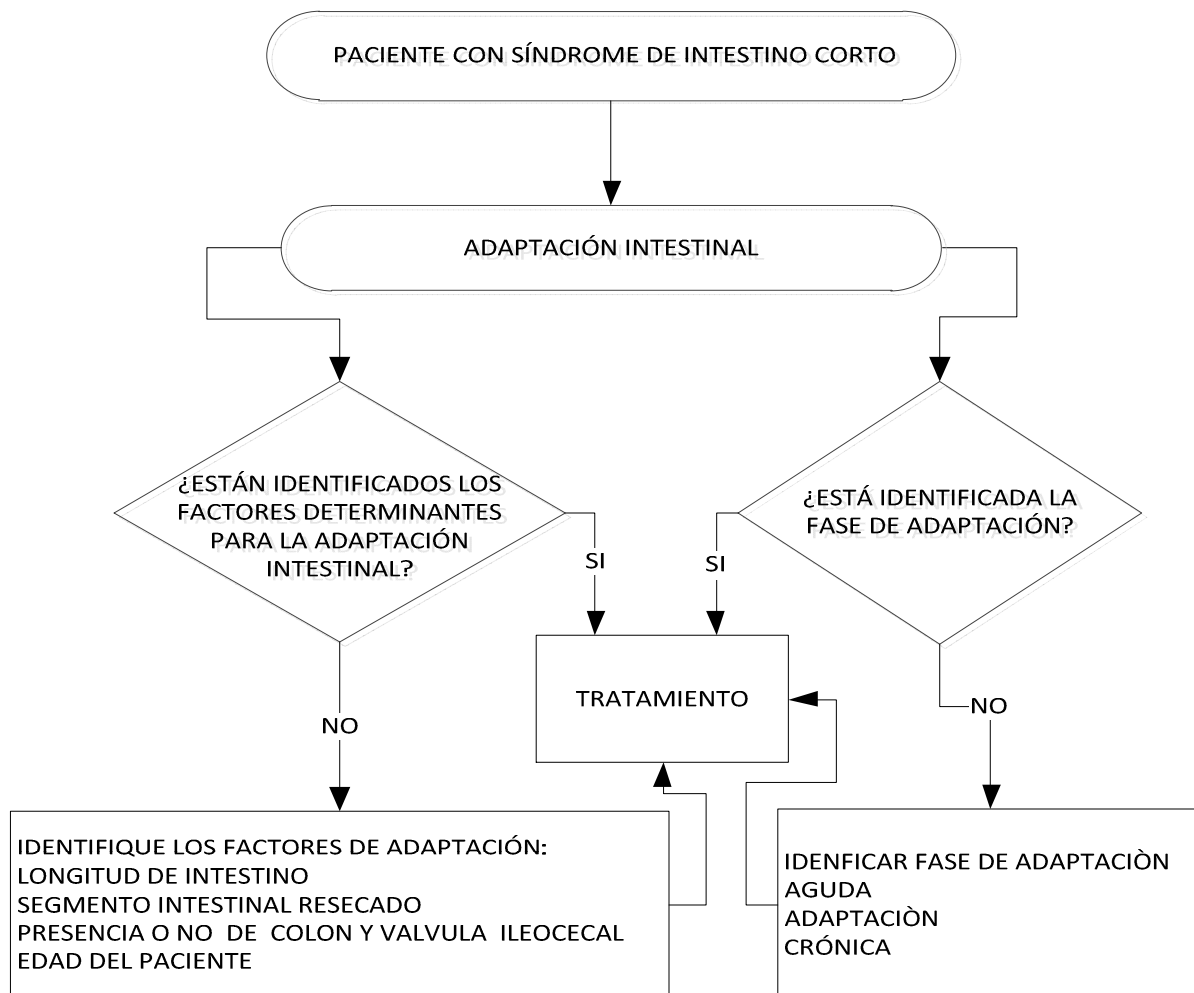 PACIENTE CON SÍNDROME DE INTESTINO CORTO
ADAPTACIÓN INTESTINAL
¿ESTÁN IDENTIFICADOS LOS
FACTORES DETERMINANTES
PARA LA ADAPTACIÓN
INTESTINAL?
¿ESTÁ IDENTIFICADA LA
FASE DE ADAPTACIÓN?
SI
SI
TRATAMIENTO
NO
NO
IDENTIFIQUE LOS FACTORES DE ADAPTACIÓN:
LONGITUD DE INTESTINO
SEGMENTO INTESTINAL RESECADO
PRESENCIA O NO DE COLON Y VALVULA ILEOCECAL
EDAD DEL PACIENTE
IDENFICAR FASE DE ADAPTACIÒN
AGUDA
ADAPTACIÒN
CRÓNICA